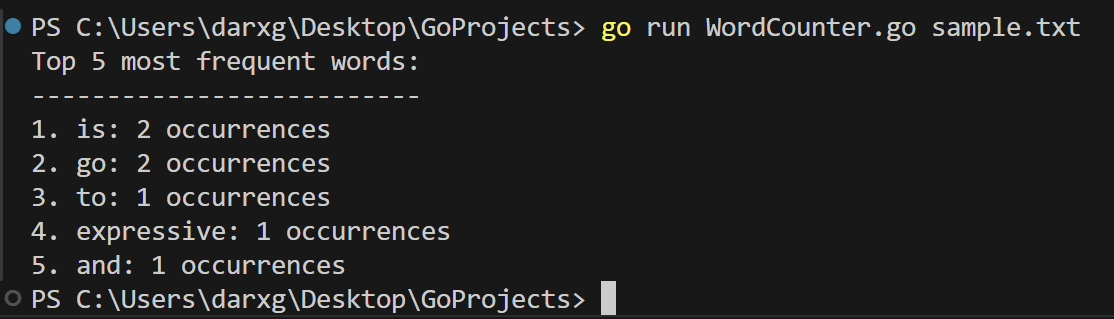 PS C:\Users\darxg\Desktop\GoProjects> go run WordCounter.go sample.txt
Top 5 most frequent words:
--------------------------
1. is: 2 occurrences
2. go: 2 occurrences
3. to: 1 occurrences
4. expressive: 1 occurrences
5. and: 1 occurrences
PS C:\Users\darxg\Desktop\GoProjects>